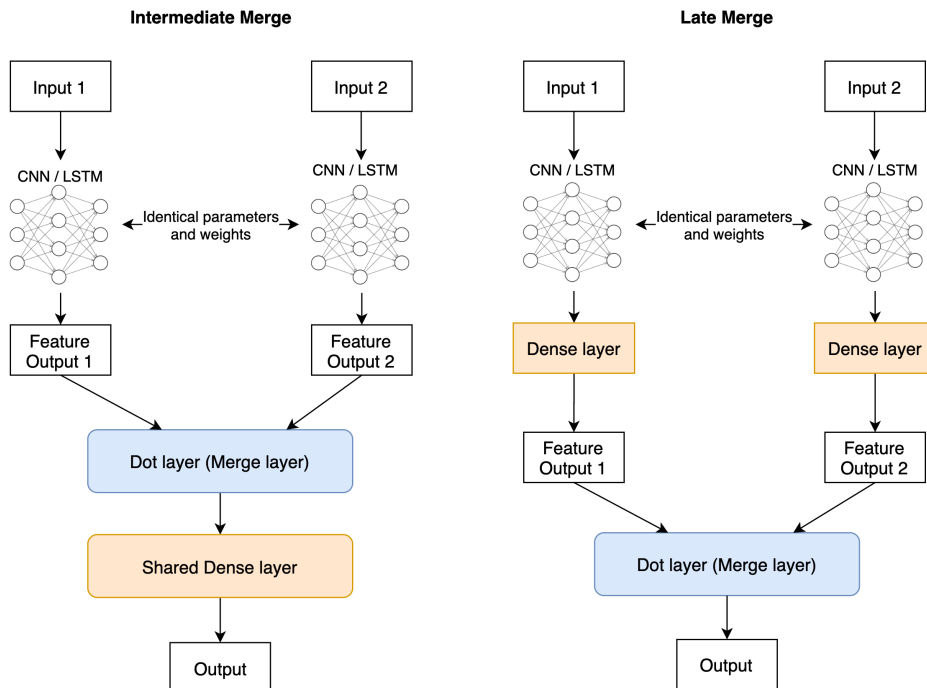 Intermediate Merge
Input 1
Input 2
CNN / LSTM
CNN / LSTM
Identical parameters
and weights
Feature
Output 1
Feature
Output 2
Dot layer (Merge layer)
Shared Dense layer
Output
Late Merge
Input 1
Input 2
CNN / LSTM
CNN / LSTM
Identical parameters
and weights
Dense layer
Dense layer
Feature
Output 1
Feature
Output 2
Dot layer (Merge layer)
Output